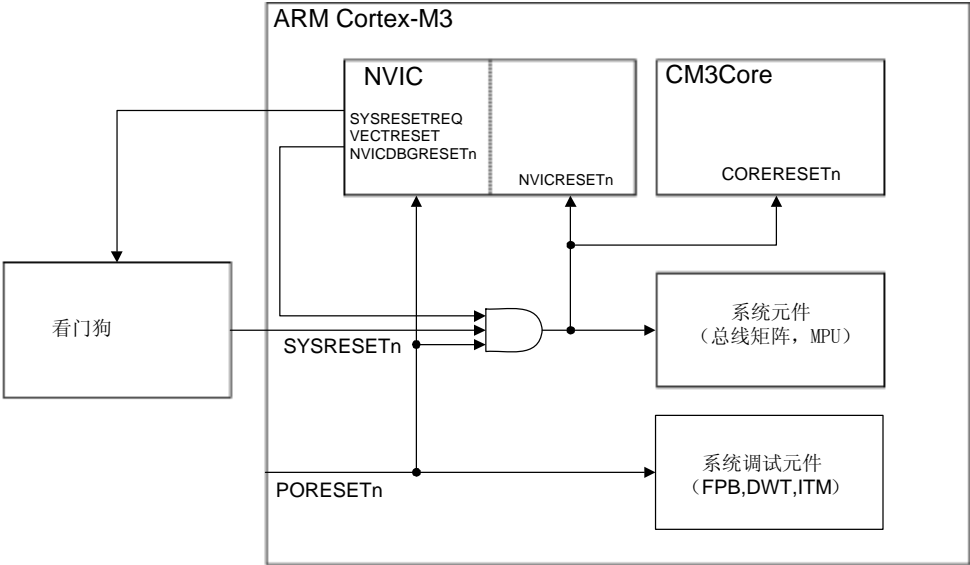 ARM Cortex-M3
NVIC
SYSRESETREQ
VECTRESET
NVICDBGRESETn
NVICRESETn
CM3Core
CORERESETn
看门狗
SYSRESETn
系统元件
（总线矩阵，MPU）
PORESETn
系统调试元件
（FPB,DWT,ITM）